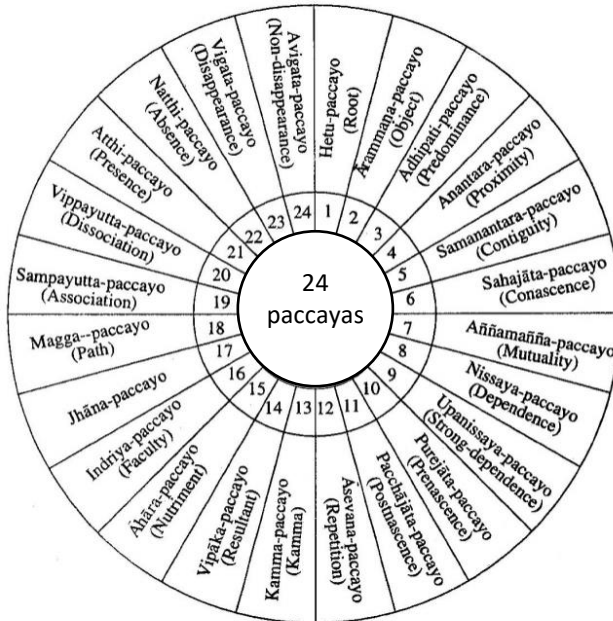 24
paccayas
1
Hetu-paccayo
(Root)
2
Ārammaṇa-paccayo
(Object)
3
Adhipati-paccayo
(Predominance)
4
Anantara-paccayo
(Proximity)
5
Samanantara-paccayo
(Contiguity)
6
Sahajāta-paccayo
(Conascence)
7
Aññamañña-paccayo
(Mutuality)
8
Nissaya-paccayo
(Dependence)
9
Upanissaya-paccayo
(Strong-dependence)
10
Purejāta-paccayo
(Prenascence)
11
Pacchājāta-paccayo
(Postnascence)
12
Āsevana-paccayo
(Repetition)
13
Kamma-paccayo
(Kamma)
14
Vipāka-paccayo
(Resultant)
15
Āhāra-paccayo
(Nutriment)
16
Indriya-paccayo
(Faculty)
17
Jhāna-paccayo
18
Magga--paccayo
(Path)
19
Sampayutta-paccayo
(Association)
20
Vippayutta-paccayo
(Dissociation)
21
Atthi-paccayo
(Presence)
22
Natthi-paccayo
(Absence)
23
Vigata-paccayo
(Disappearance)
24
Avigata-paccayo
(Non-disappearance)